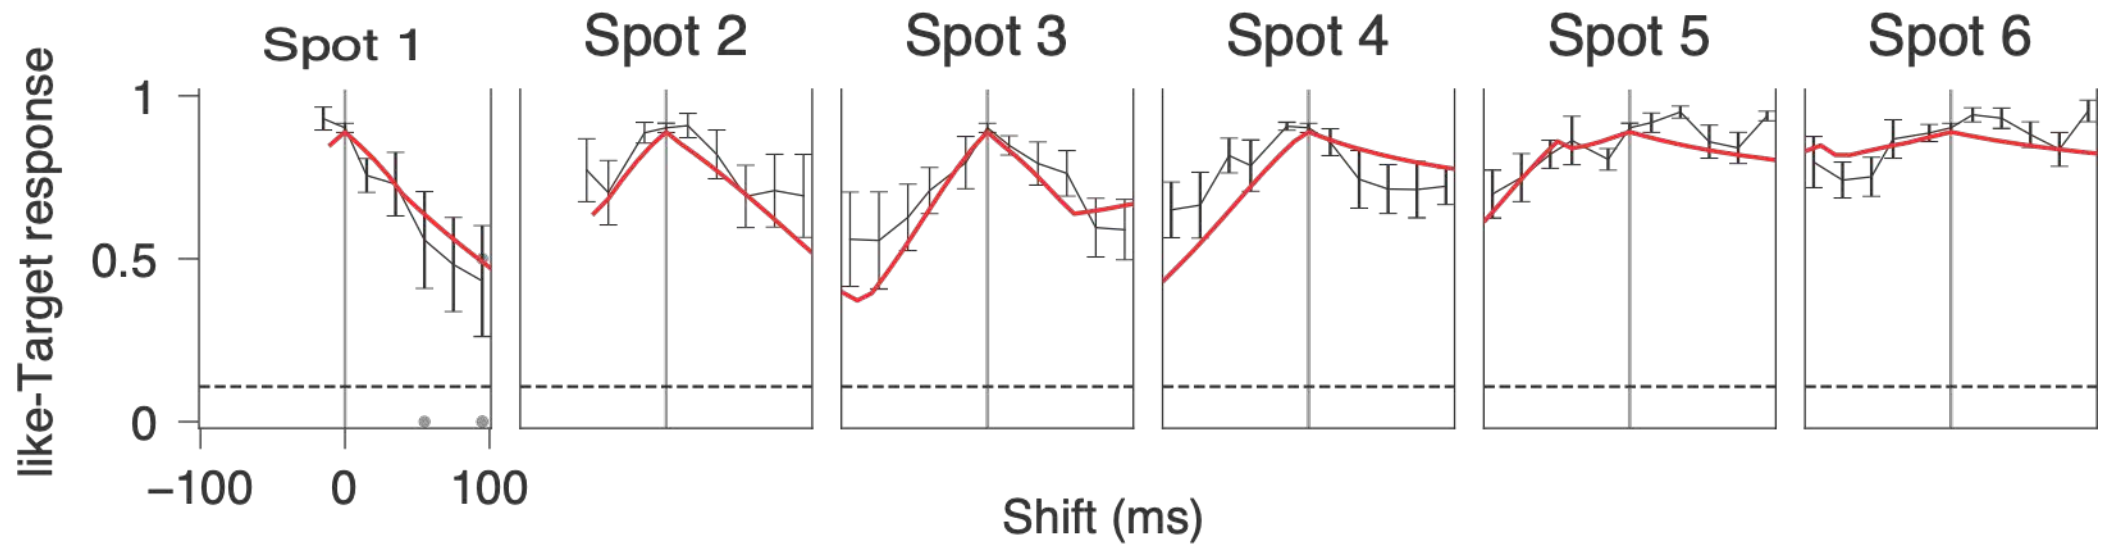 Spot 1 Spot 2 Spot 3 Spot 4 Spot 5 Spot 6
like-Target response
1
0.5
0
−100 0 100
Shift (ms)